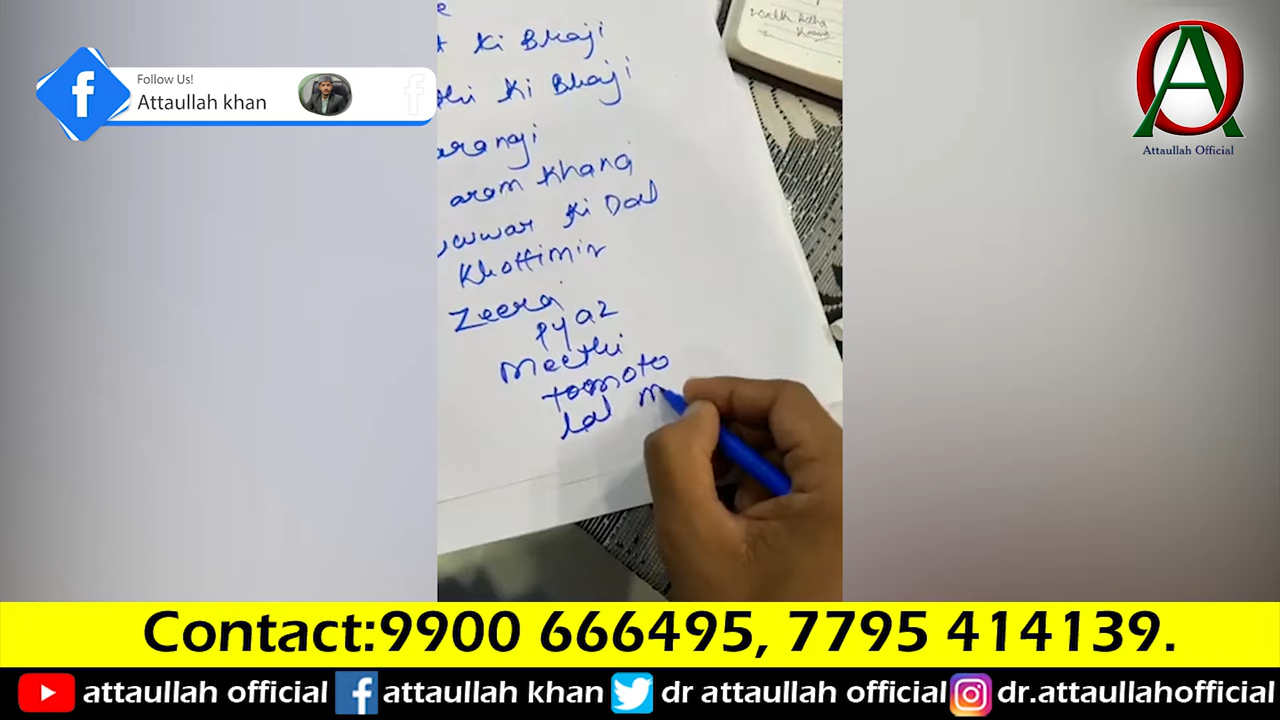 Follow Us!
Attaullah khan
Attaullah Official
Ki Bhaji
Ki Bhaji
Khana
Ki Dal
Khottimir
Zeera
Pyaz
Meethi
tomoto
Lal m
Contact:9900 666495, 7795 414139.
attaullah official attaullah khan dr attaullah official dr.attaullahofficial